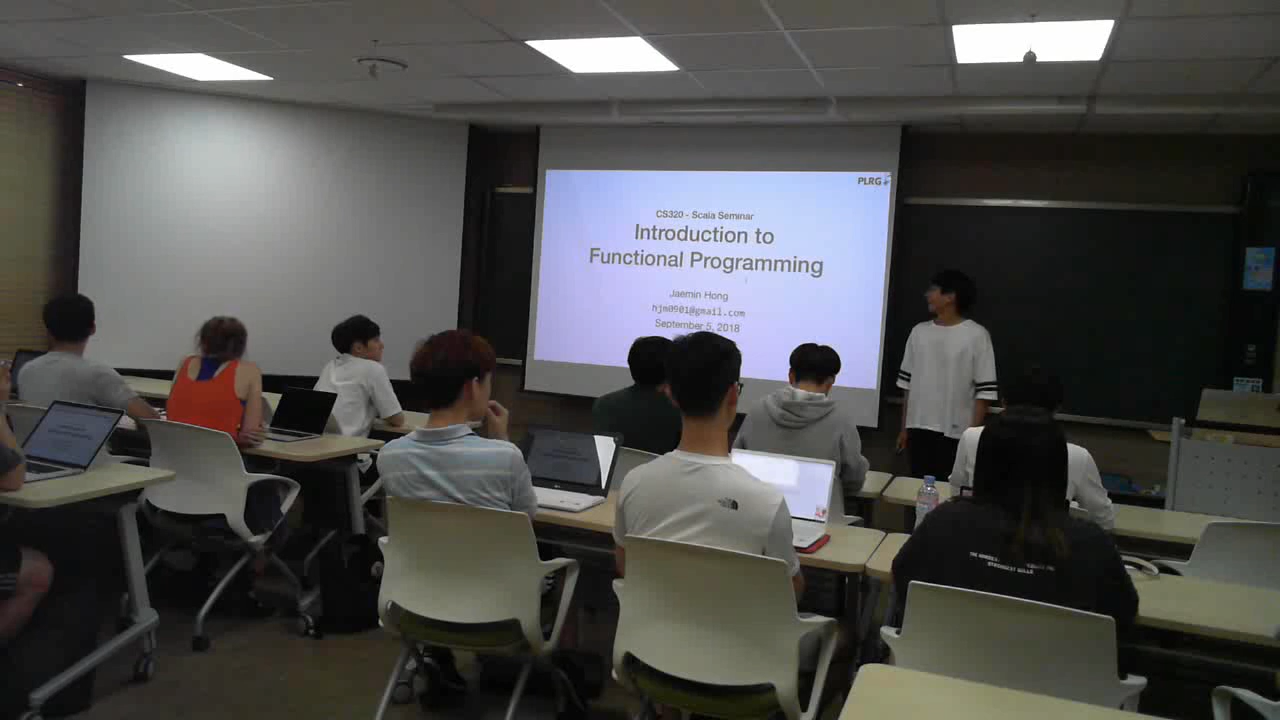 PLRG
CS320 - Scala Seminar
Introduction to
Functional Programming
Jaemin Hong
hjm0901@gmail.com
September 5, 2018